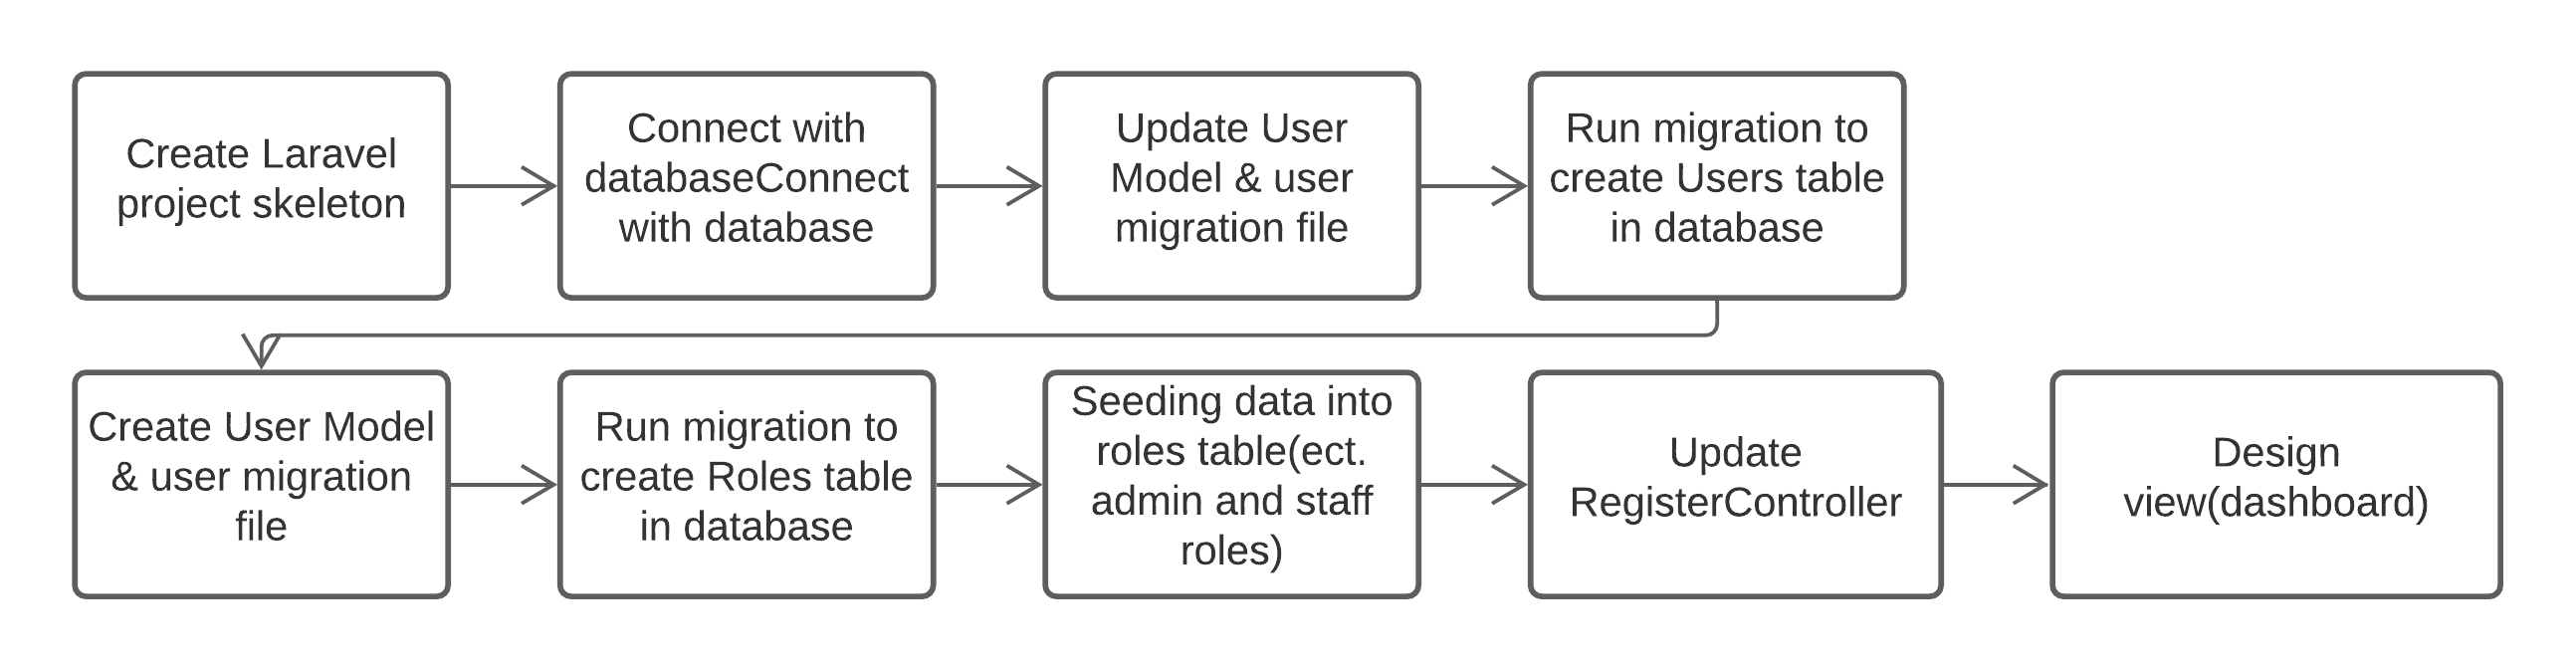 Create Laravel
project skeleton
Connect with
databaseConnect
with database
Update User
Model & user
migration file
Run migration to
create Users table
in database
Create User Model
& user migration
file
Run migration to
create Roles table
in database
Seeding data into
roles table(ect.
admin and staff
roles)
Update
RegisterController
Design
view(dashboard)